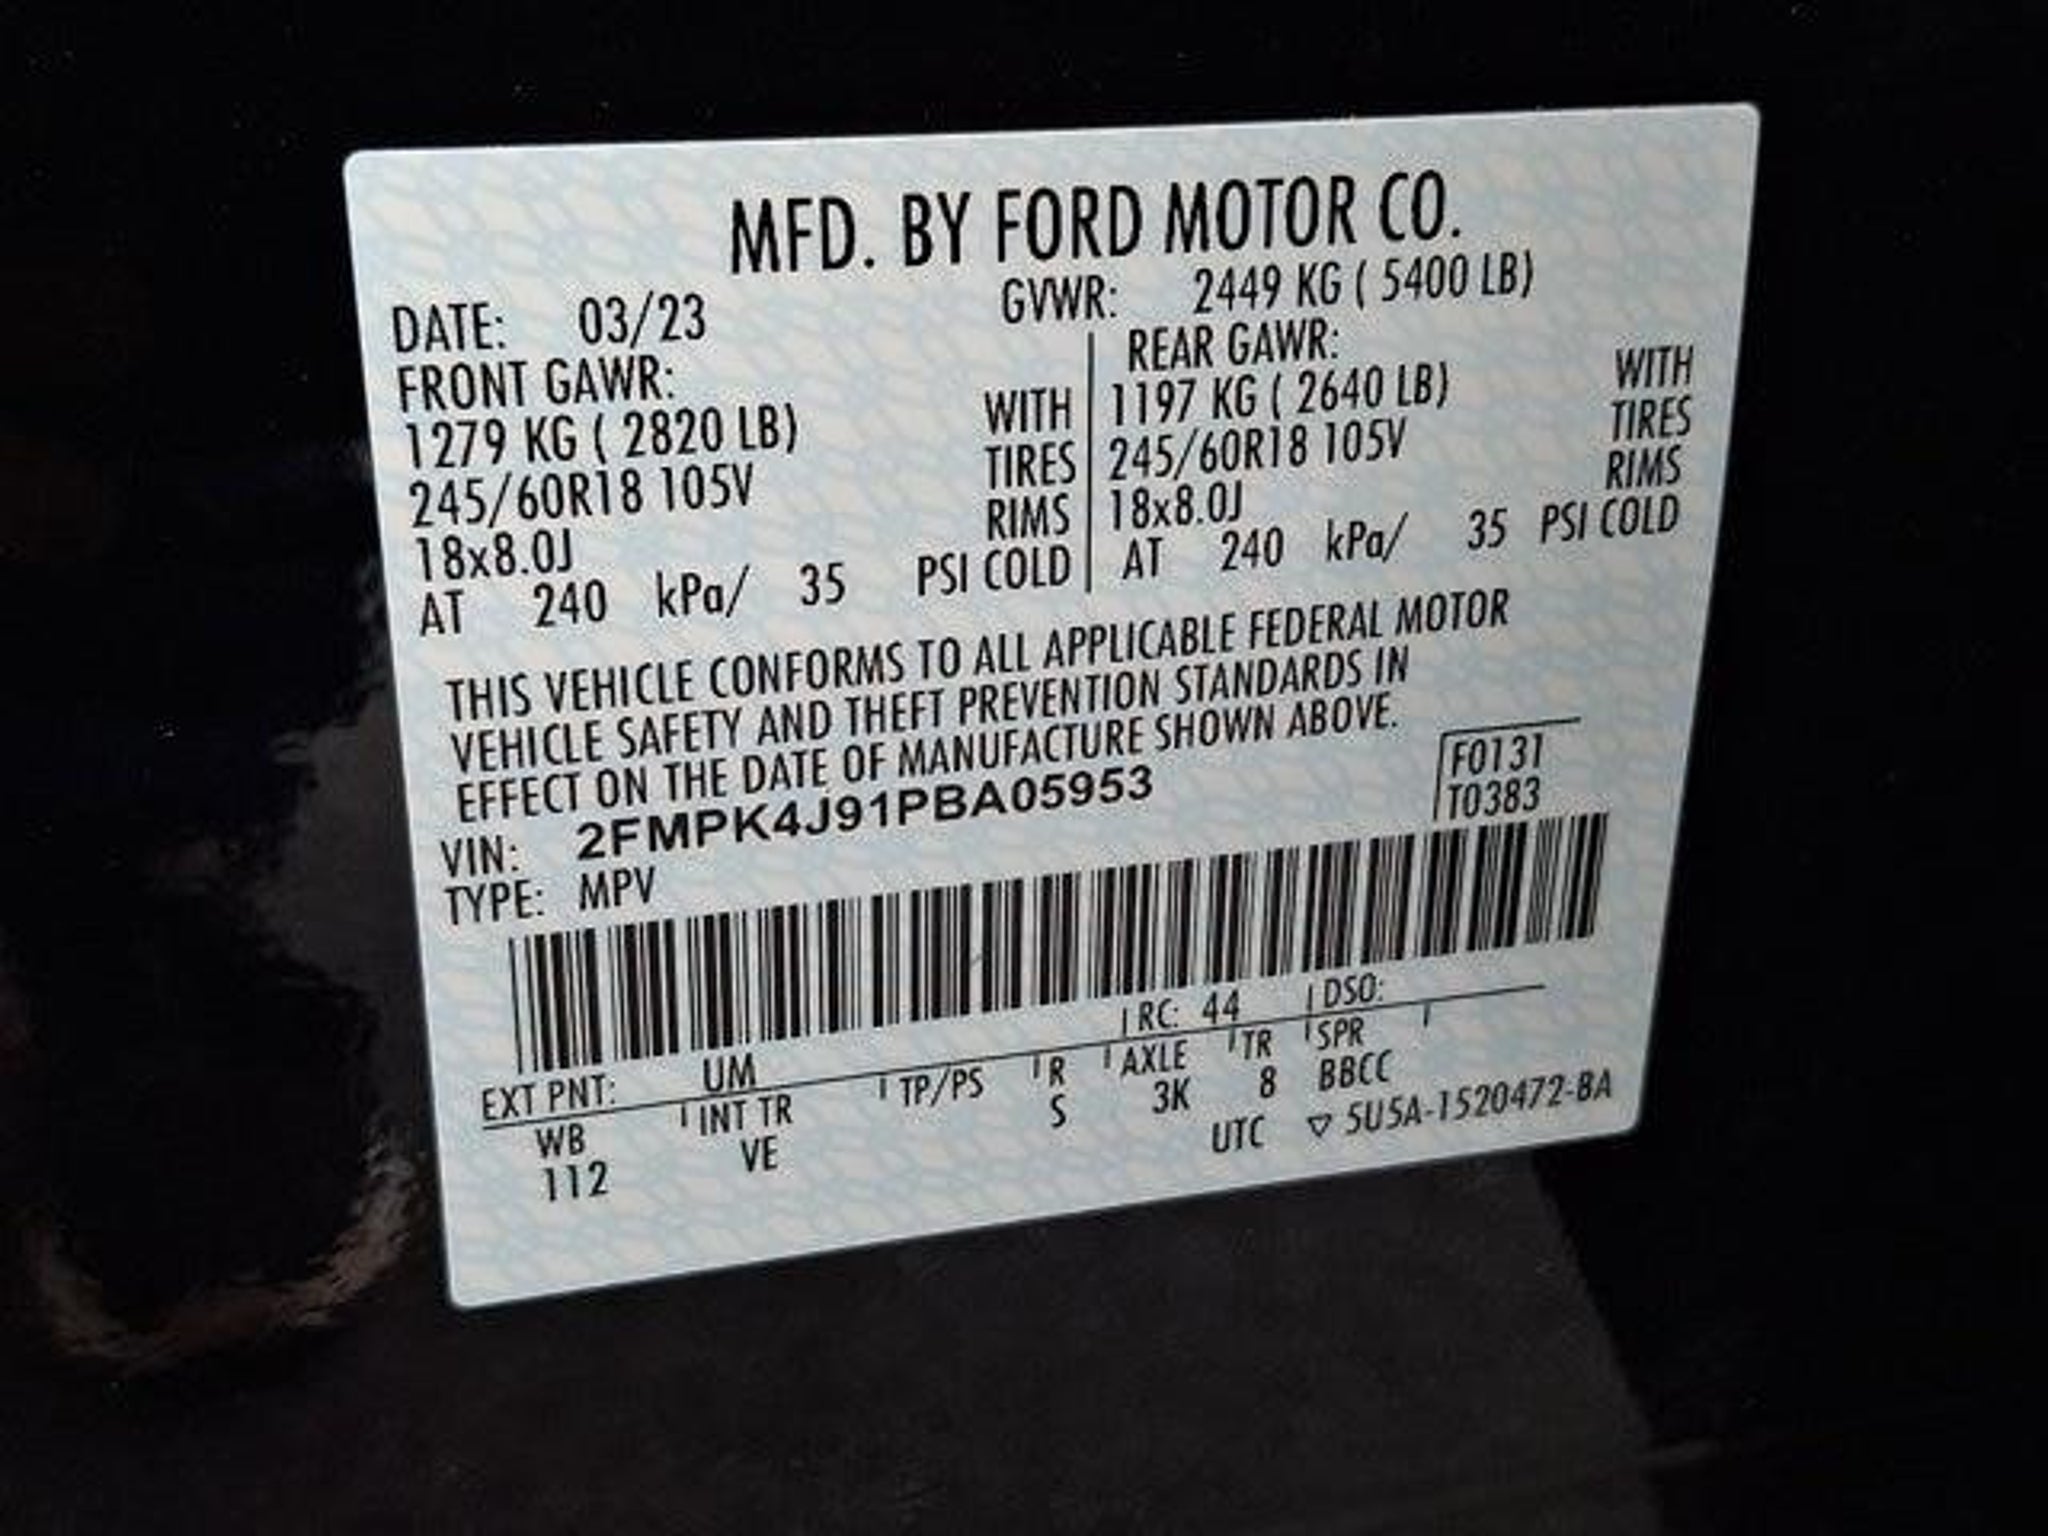 MFD. BY FORD MOTOR CO.
DATE: 03/23 GVWR: 2449 KG ( 5400 LB)
FRONT GAWR:
1279 KG ( 2820 LB) WITH
245/60R18 105V TIRES
18x8.0J RIMS
AT 240 kPa/ 35 PSI COLD
REAR GAWR:
1197 KG ( 2640 LB) WITH
245/60R18 105V TIRES
18x8.0J RIMS
AT 240 kPa/ 35 PSI COLD
THIS VEHICLE CONFORMS TO ALL APPLICABLE FEDERAL MOTOR
VEHICLE SAFETY AND THEFT PREVENTION STANDARDS IN
EFFECT ON THE DATE OF MANUFACTURE SHOWN ABOVE.
VIN: 2FMPK4J91PBA05953
F0131
T0383
TYPE: MPV
EXT PNT: UM RC: 44 DSO:
WB INT TR TP/PS R AXLE TR SPR
112 VE S 3K 8 BBCC
UTC ▽ 5U5A-1520472-BA